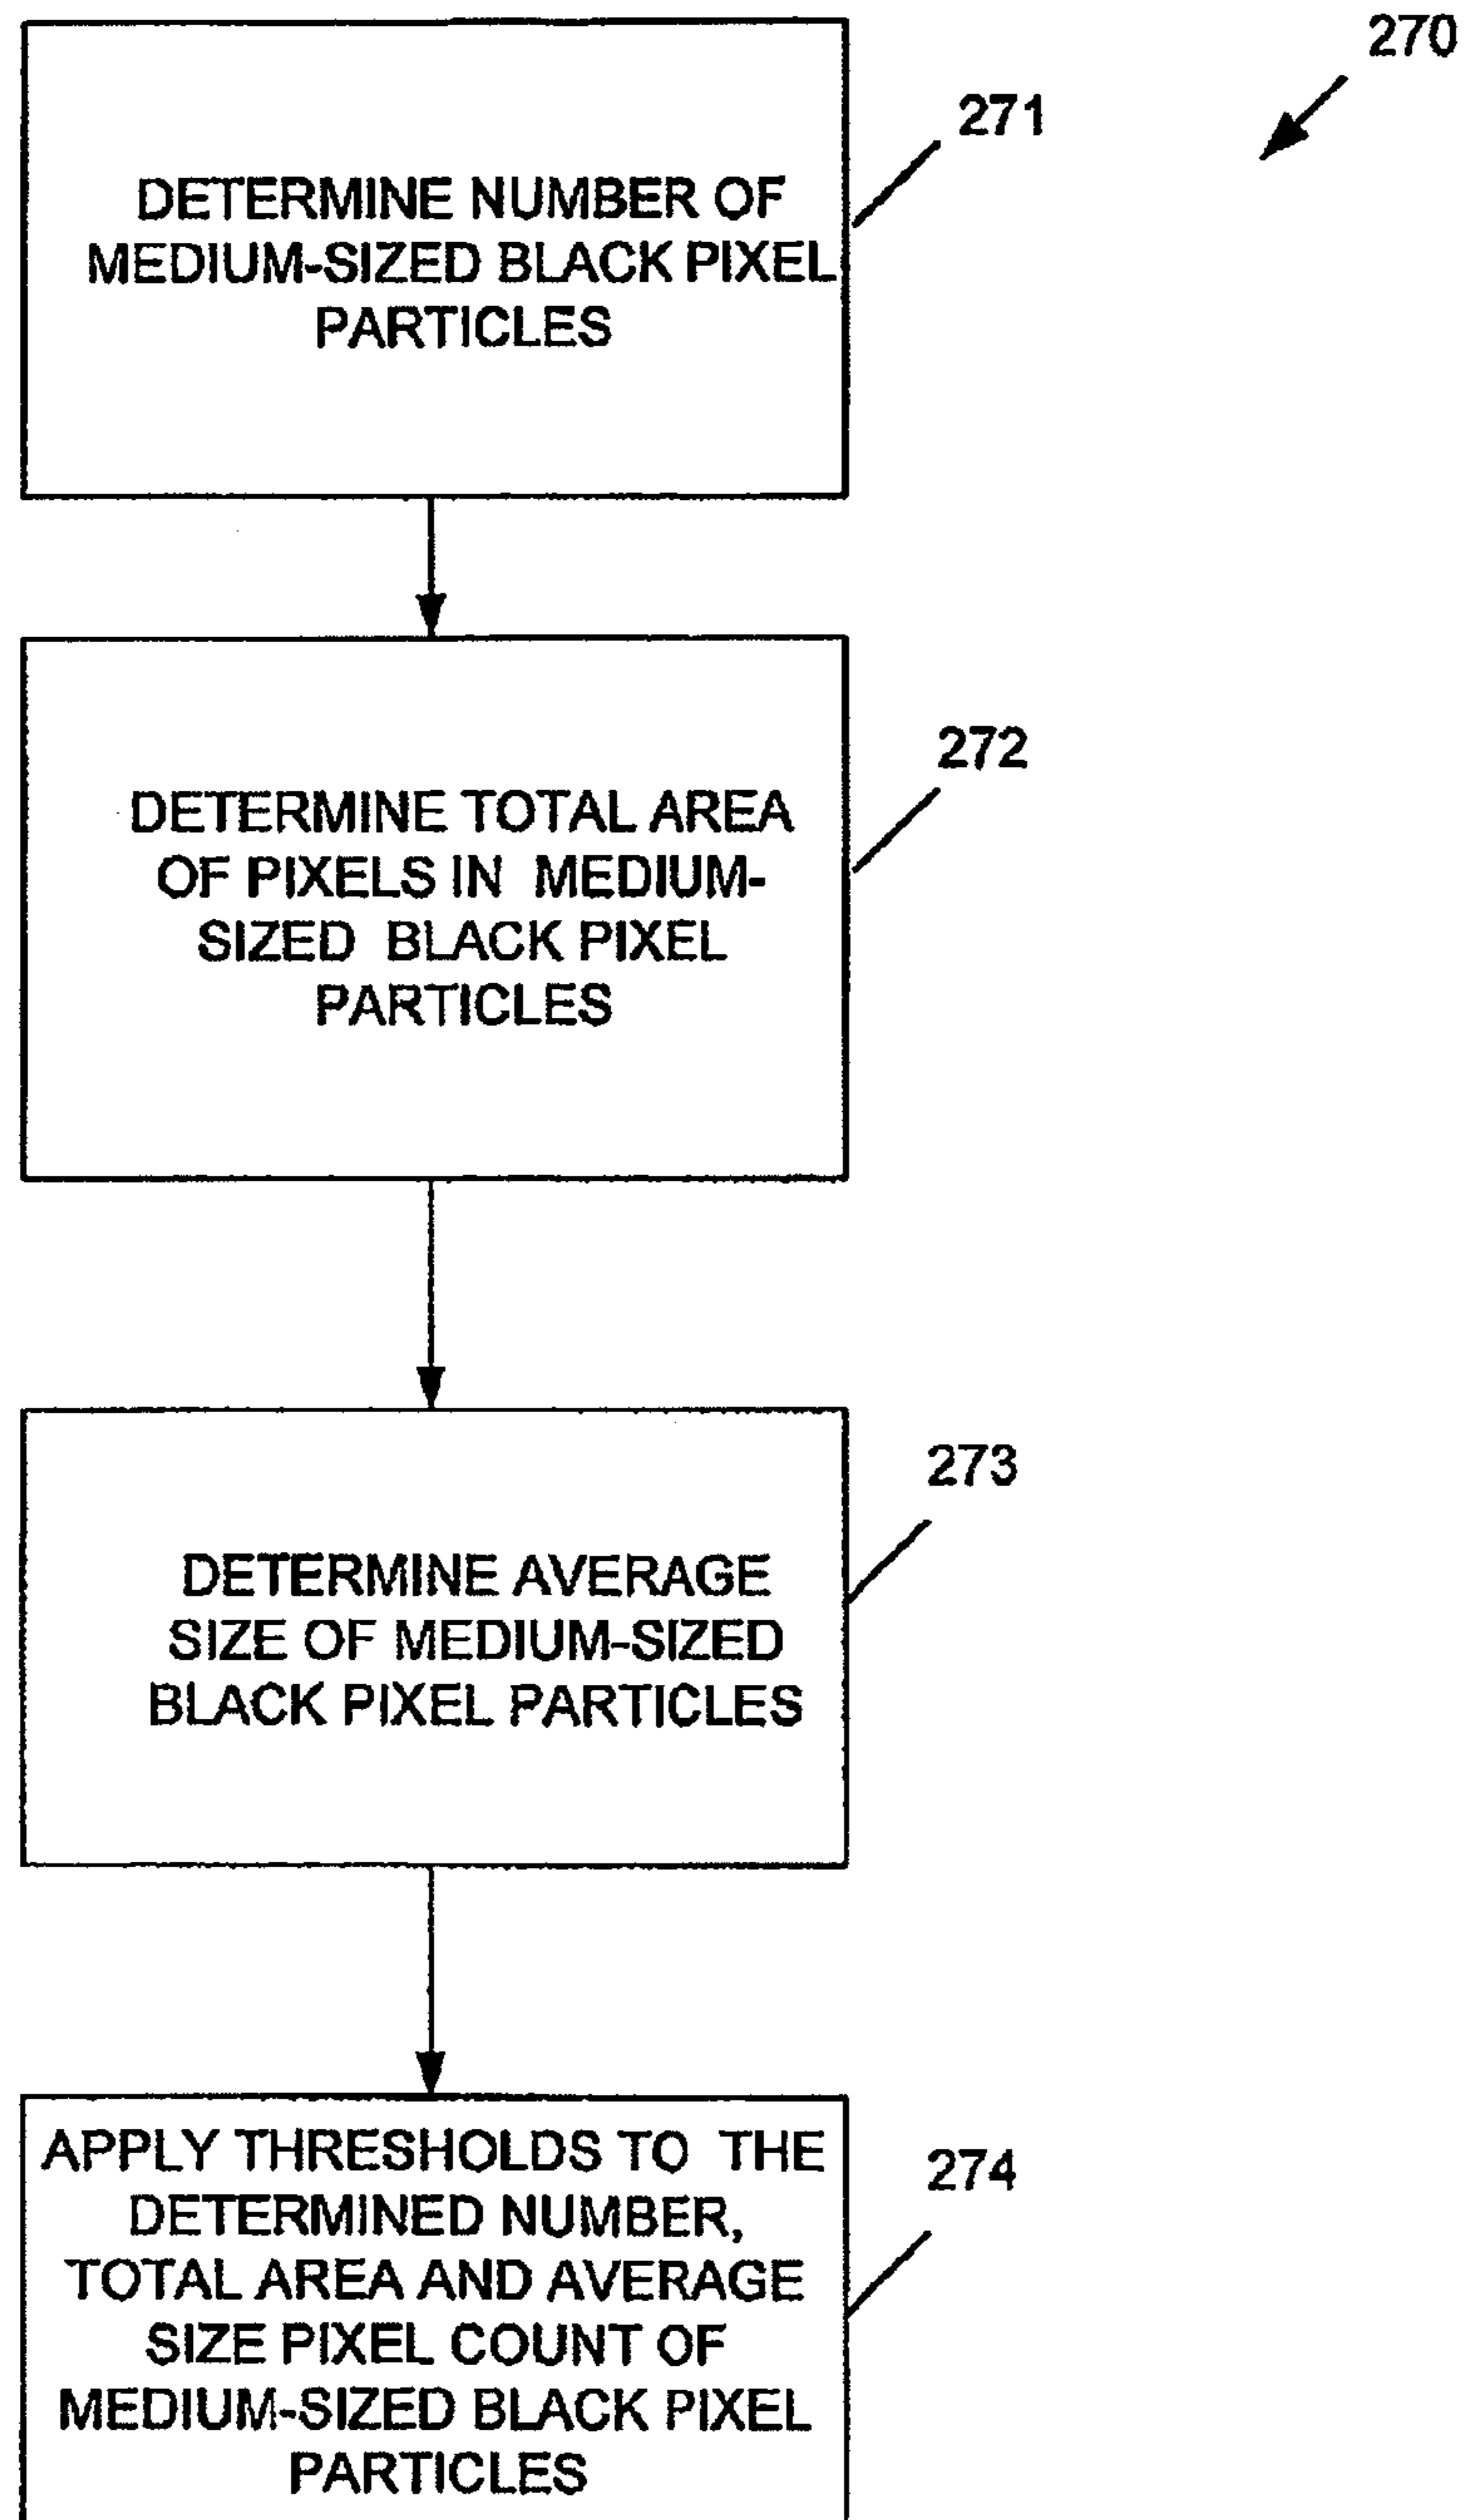 270
271
DETERMINE NUMBER OF
MEDIUM-SIZED BLACK PIXEL
PARTICLES
272
DETERMINE TOTAL AREA
OF PIXELS IN MEDIUM-
SIZED BLACK PIXEL
PARTICLES
273
DETERMINE AVERAGE
SIZE OF MEDIUM-SIZED
BLACK PIXEL PARTICLES
274
APPLY THRESHOLDS TO THE
DETERMINED NUMBER,
TOTAL AREA AND AVERAGE
SIZE PIXEL COUNT OF
MEDIUM-SIZED BLACK PIXEL
PARTICLES